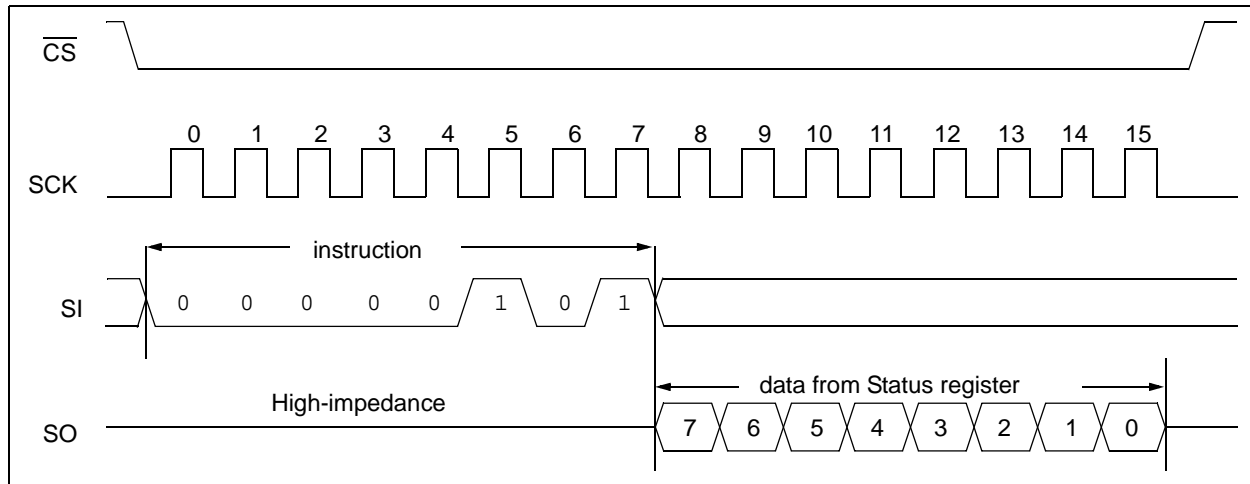 CS
0 1 2 3 4 5 6 7 8 9 10 11 12 13 14 15
SCK
instruction
SI 0 0 0 0 0 1 0 1
data from Status register
High-impedance
SO 7 6 5 4 3 2 1 0